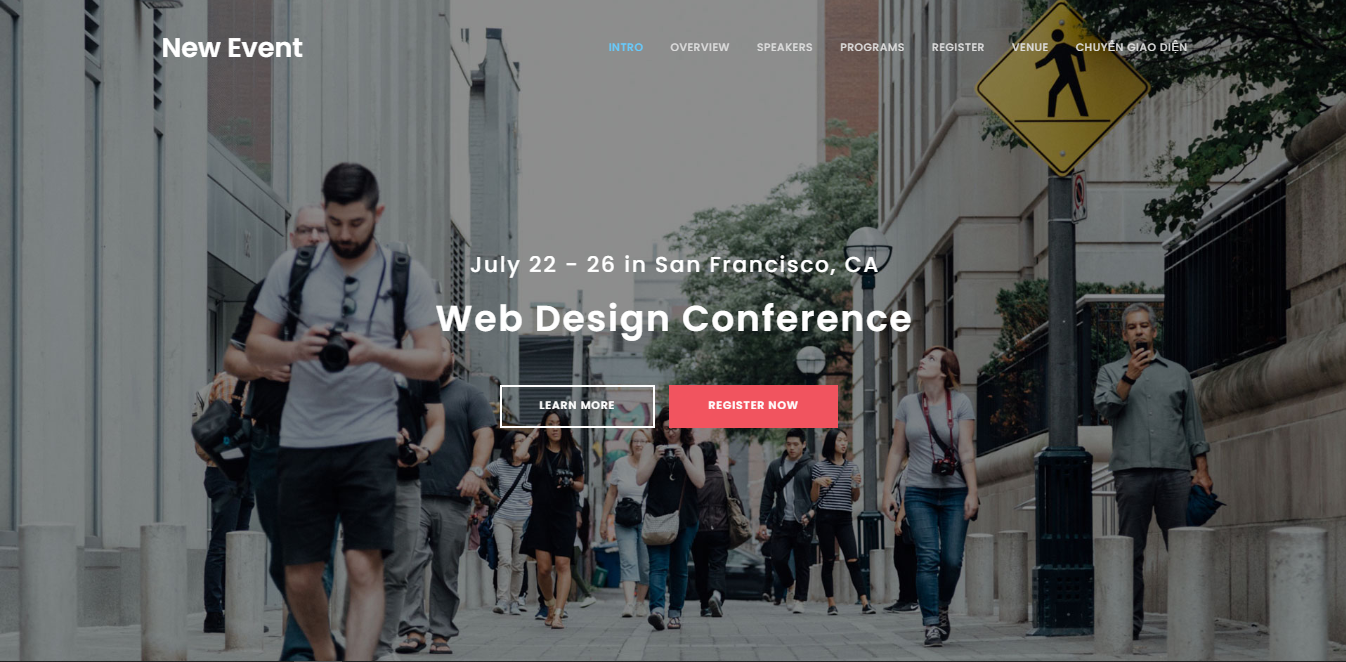 New Event
INTRO OVERVIEW SPEAKERS PROGRAMS REGISTER VENUE CHUYỂN GIAO DIỆN
July 22 - 26 in San Francisco, CA
Web Design Conference
LEARN MORE REGISTER NOW